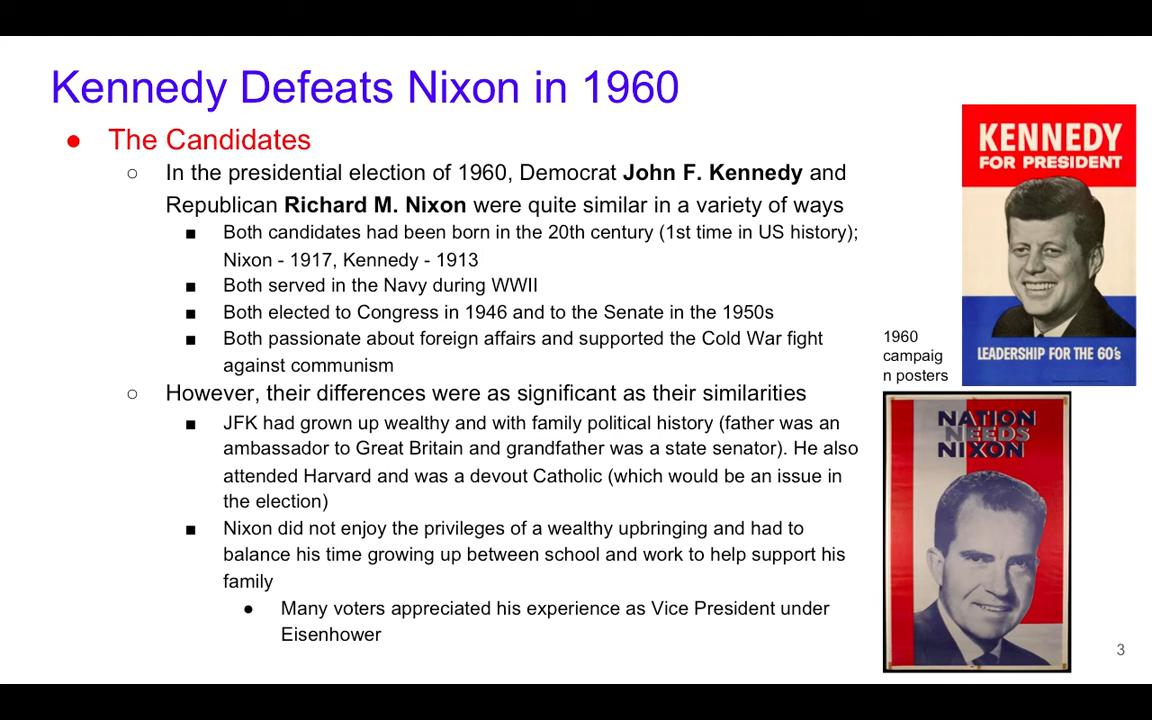 Kennedy Defeats Nixon in 1960
● The Candidates
○ In the presidential election of 1960, Democrat John F. Kennedy and
Republican Richard M. Nixon were quite similar in a variety of ways
■ Both candidates had been born in the 20th century (1st time in US history);
Nixon - 1917, Kennedy - 1913
■ Both served in the Navy during WWII
■ Both elected to Congress in 1946 and to the Senate in the 1950s
■ Both passionate about foreign affairs and supported the Cold War fight
against communism
○ However, their differences were as significant as their similarities
■ JFK had grown up wealthy and with family political history (father was an
ambassador to Great Britain and grandfather was a state senator). He also
attended Harvard and was a devout Catholic (which would be an issue in
the election)
■ Nixon did not enjoy the privileges of a wealthy upbringing and had to
balance his time growing up between school and work to help support his
family
● Many voters appreciated his experience as Vice President under
Eisenhower
KENNEDY
FOR PRESIDENT
LEADERSHIP FOR THE 60's
1960
campaig
n posters
NATION
NEEDS
NIXON
3